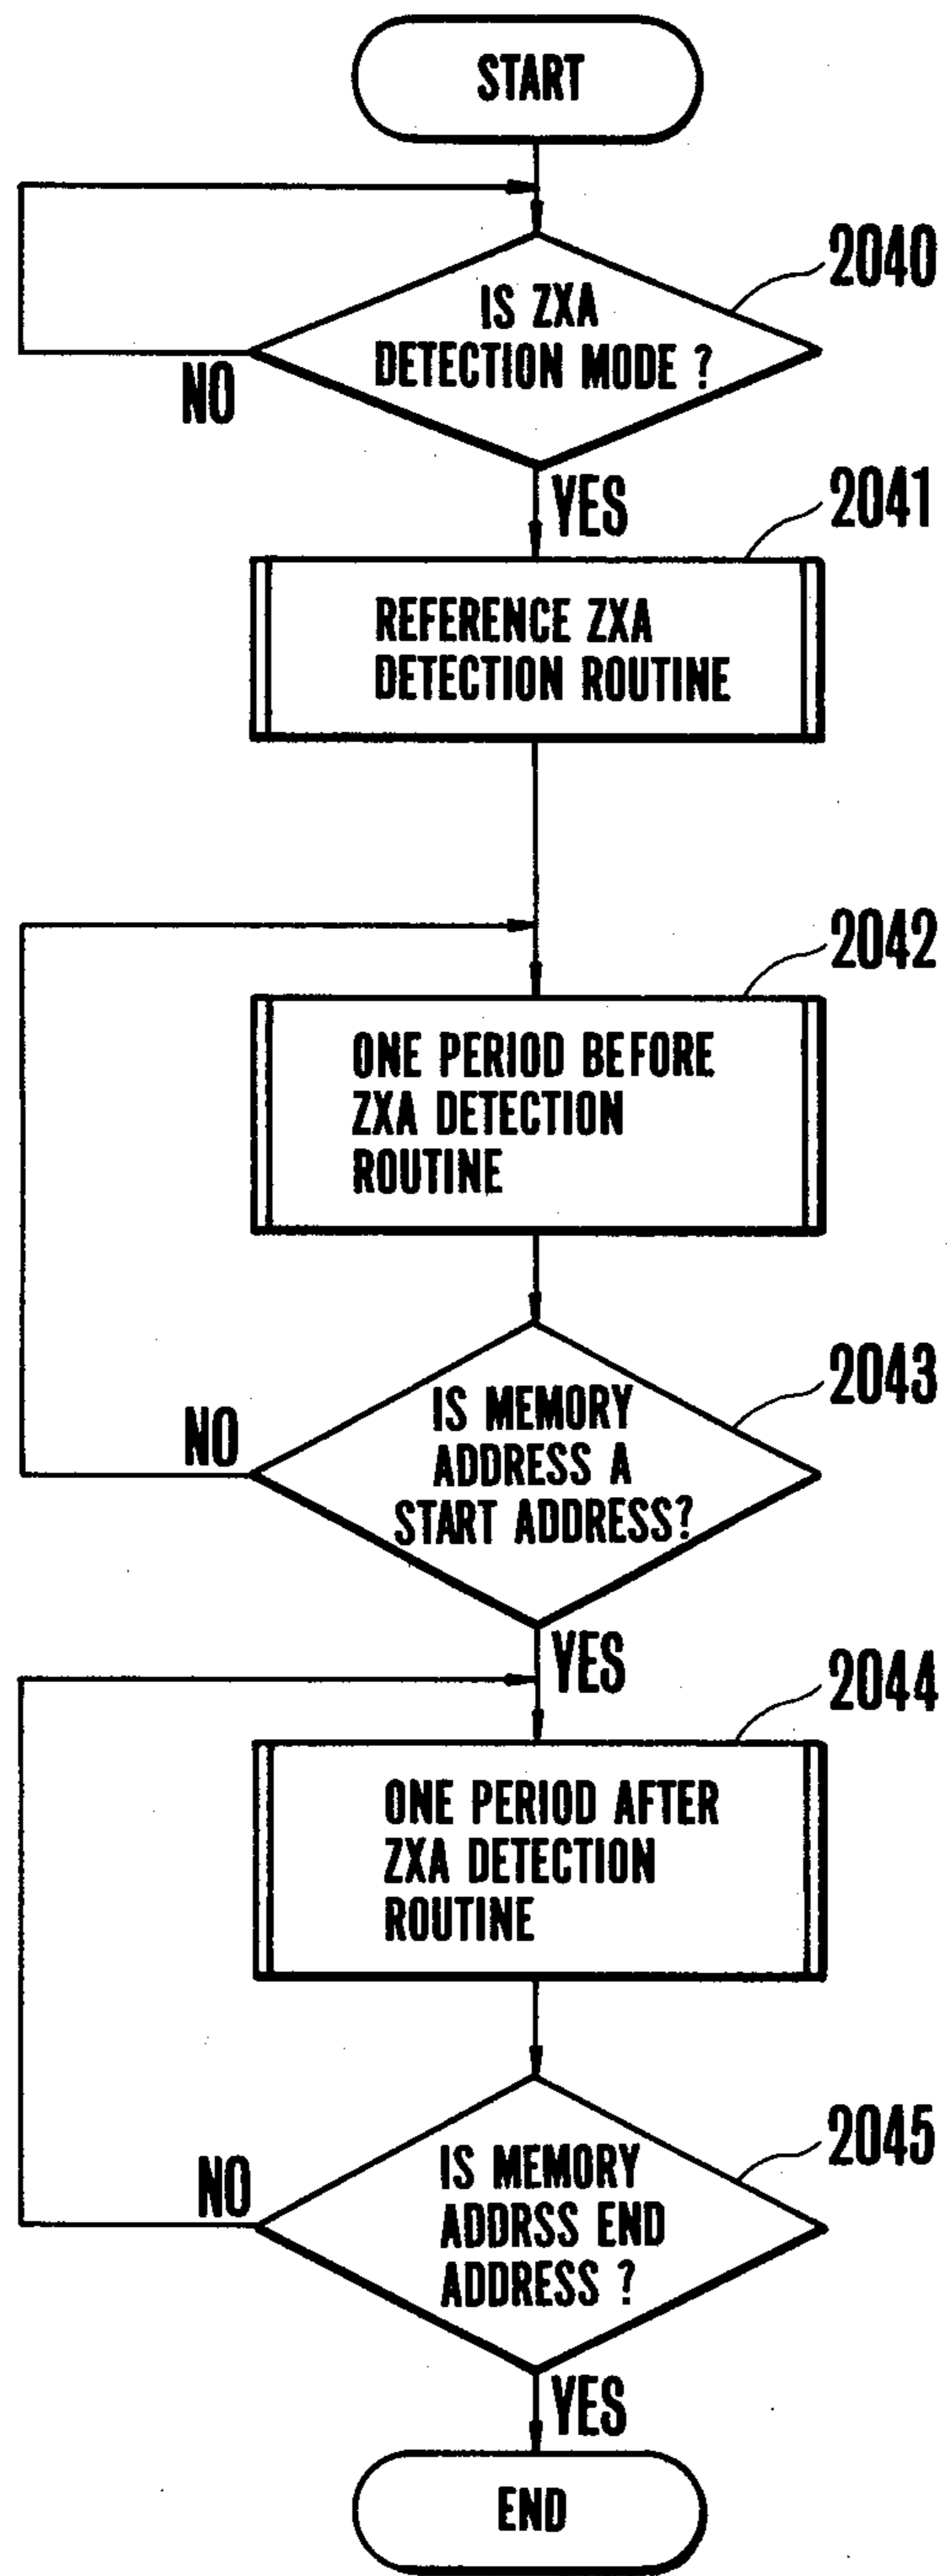 START
2040
IS ZXA
DETECTION MODE ?
NO
YES
2041
REFERENCE ZXA
DETECTION ROUTINE
2042
ONE PERIOD BEFORE
ZXA DETECTION
ROUTINE
2043
IS MEMORY
ADDRESS A
START ADDRESS?
NO
YES
2044
ONE PERIOD AFTER
ZXA DETECTION
ROUTINE
2045
IS MEMORY
ADDRSS END
ADDRESS ?
NO
YES
END